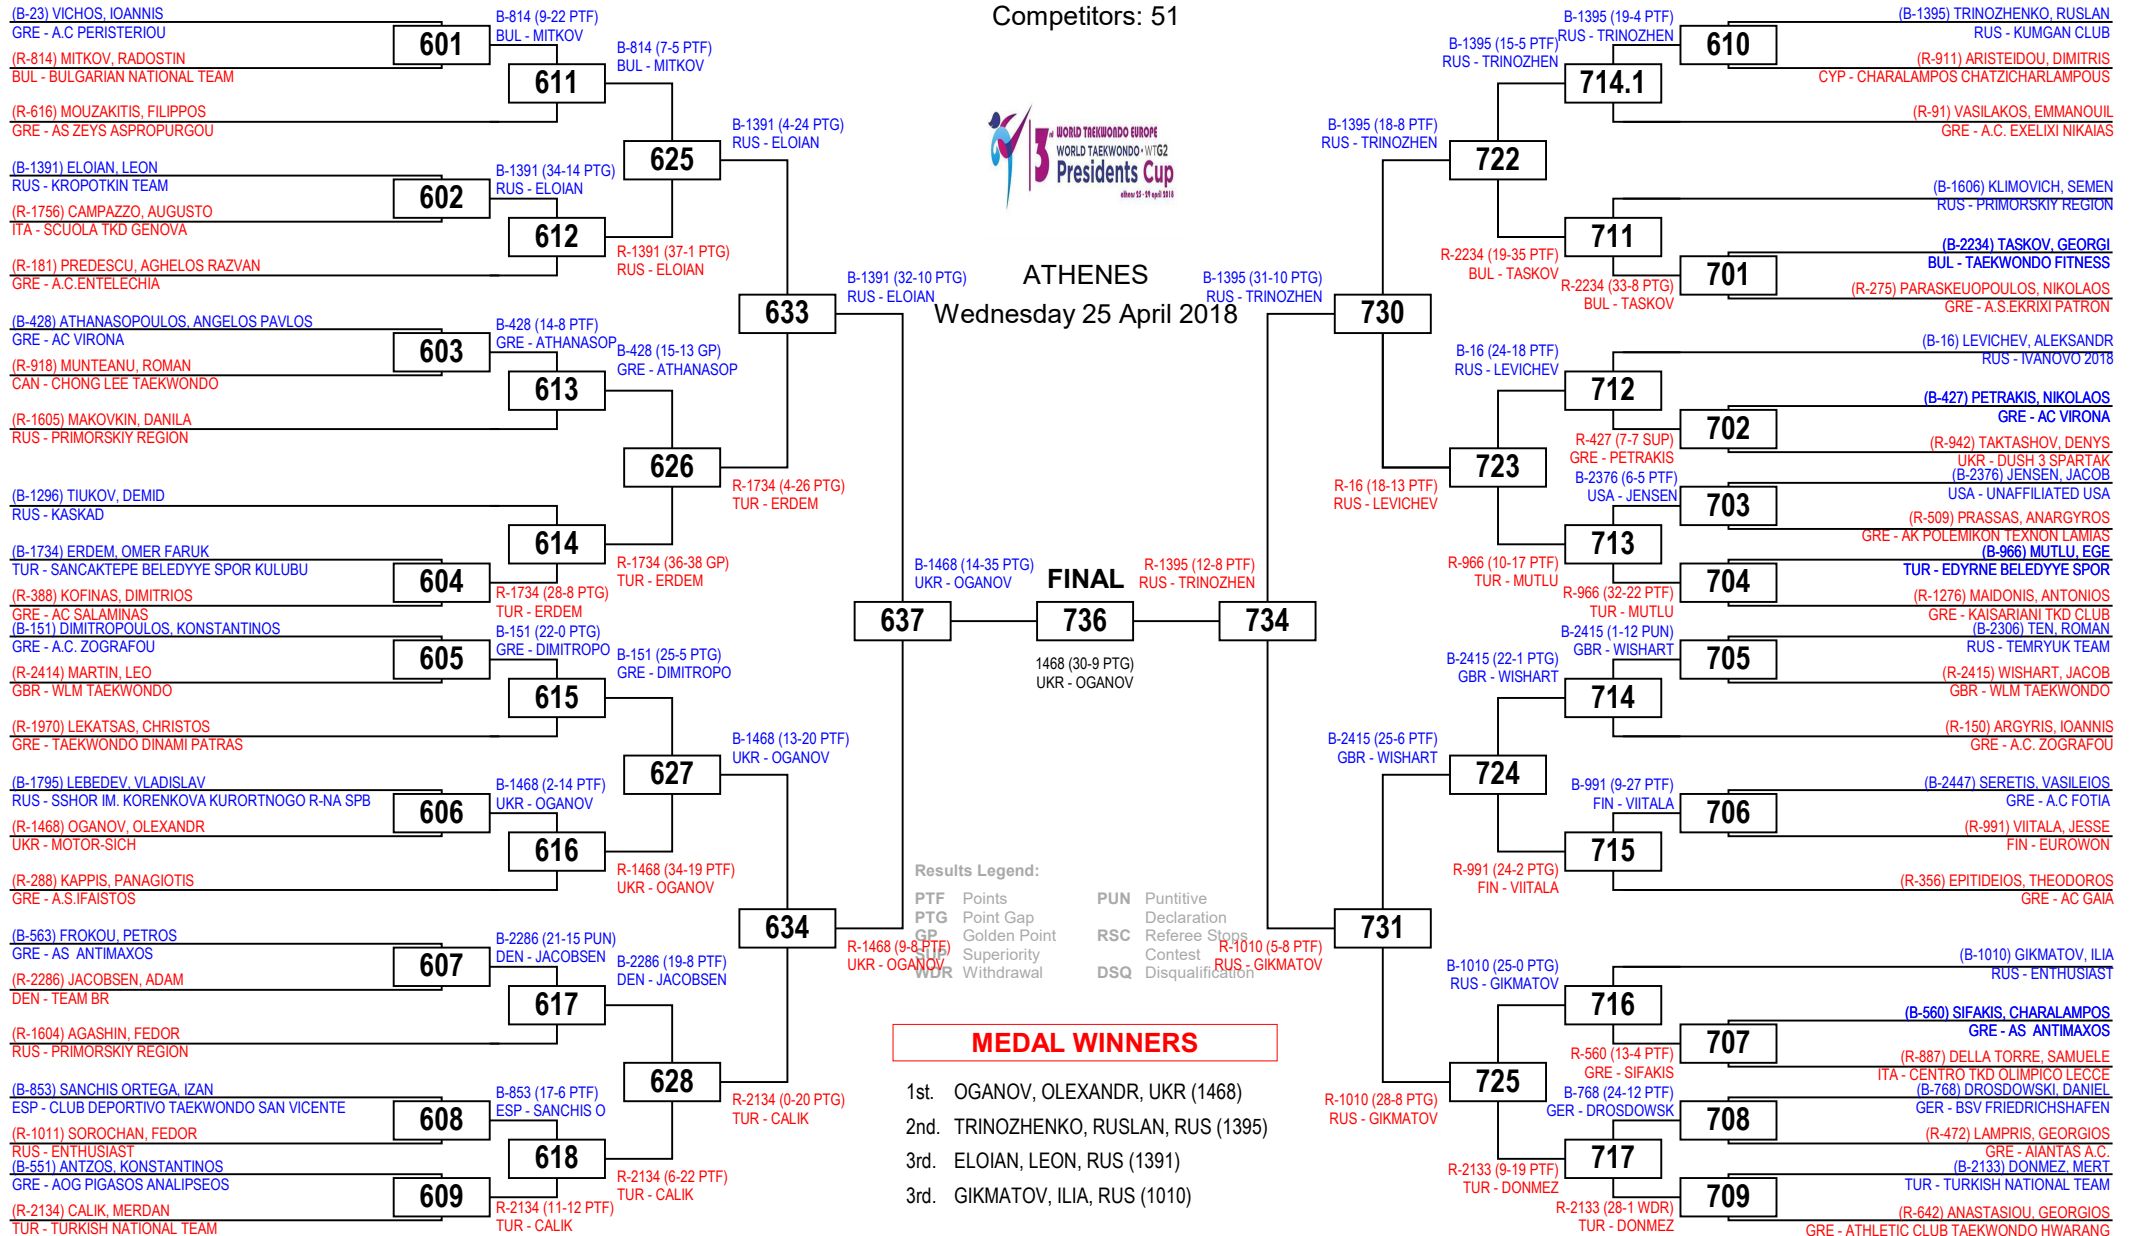 Competitors: 51
3rd WORLD TAEKWONDO EUROPE
WORLD TAEKWONDO • WTG2
Presidents Cup
athens 25 - 29 april 2018
ATHENES
Wednesday 25 April 2018
(B-23) VICHOS, IOANNIS
GRE - A.C PERISTERIOU
601
(R-814) MITKOV, RADOSTIN
BUL - BULGARIAN NATIONAL TEAM
(R-616) MOUZAKITIS, FILIPPOS
GRE - AS ZEYS ASPROPURGOU
(B-1391) ELOIAN, LEON
RUS - KROPOTKIN TEAM
602
(R-1756) CAMPAZZO, AUGUSTO
ITA - SCUOLA TKD GENOVA
(R-181) PREDESCU, AGHELOS RAZVAN
GRE - A.C.ENTELECHIA
(B-428) ATHANASOPOULOS, ANGELOS PAVLOS
GRE - AC VIRONA
603
(R-918) MUNTEANU, ROMAN
CAN - CHONG LEE TAEKWONDO
(R-1605) MAKOVKIN, DANILA
RUS - PRIMORSKIY REGION
(B-1296) TIUKOV, DEMID
RUS - KASKAD
(B-1734) ERDEM, OMER FARUK
TUR - SANCAKTEPE BELEDYYE SPOR KULUBU
604
(R-388) KOFINAS, DIMITRIOS
GRE - AC SALAMINAS
(B-151) DIMITROPOULOS, KONSTANTINOS
GRE - A.C. ZOGRAFOU
605
(R-2414) MARTIN, LEO
GBR - WLM TAEKWONDO
(R-1970) LEKATSAS, CHRISTOS
GRE - TAEKWONDO DINAMI PATRAS
(B-1795) LEBEDEV, VLADISLAV
RUS - SSHOR IM. KORENKOVA KURORTNOGO R-NA SPB
606
(R-1468) OGANOV, OLEXANDR
UKR - MOTOR-SICH
(R-288) KAPPIS, PANAGIOTIS
GRE - A.S.IFAISTOS
(B-563) FROKOU, PETROS
GRE - AS ANTIMAXOS
607
(R-2286) JACOBSEN, ADAM
DEN - TEAM BR
(R-1604) AGASHIN, FEDOR
RUS - PRIMORSKIY REGION
(B-853) SANCHIS ORTEGA, IZAN
ESP - CLUB DEPORTIVO TAEKWONDO SAN VICENTE
608
(R-1011) SOROCHAN, FEDOR
RUS - ENTHUSIAST
(B-551) ANTZOS, KONSTANTINOS
GRE - AOG PIGASOS ANALIPSEOS
609
(R-2134) CALIK, MERDAN
TUR - TURKISH NATIONAL TEAM
B-814 (9-22 PTF)
BUL - MITKOV
611
B-1391 (34-14 PTG)
RUS - ELOIAN
612
B-428 (14-8 PTF)
GRE - ATHANASOP
613
614
R-1734 (28-8 PTG)
TUR - ERDEM
B-151 (22-0 PTG)
GRE - DIMITROPO
615
B-1468 (2-14 PTF)
UKR - OGANOV
616
B-2286 (21-15 PUN)
DEN - JACOBSEN
617
B-853 (17-6 PTF)
ESP - SANCHIS O
618
R-2134 (11-12 PTF)
TUR - CALIK
B-814 (7-5 PTF)
BUL - MITKOV
625
R-1391 (37-1 PTG)
RUS - ELOIAN
B-428 (15-13 GP)
GRE - ATHANASOP
626
R-1734 (36-38 GP)
TUR - ERDEM
B-151 (25-5 PTG)
GRE - DIMITROPO
627
R-1468 (34-19 PTF)
UKR - OGANOV
B-2286 (19-8 PTF)
DEN - JACOBSEN
628
R-2134 (6-22 PTF)
TUR - CALIK
B-1391 (4-24 PTG)
RUS - ELOIAN
633
R-1734 (4-26 PTG)
TUR - ERDEM
B-1468 (13-20 PTF)
UKR - OGANOV
634
R-2134 (0-20 PTG)
TUR - CALIK
B-1391 (32-10 PTG)
RUS - ELOIAN
637
R-1468 (9-8 PTF)
UKR - OGANOV
B-1468 (14-35 PTG)
UKR - OGANOV
FINAL
736
1468 (30-9 PTG)
UKR - OGANOV
R-1395 (12-8 PTF)
RUS - TRINOZHEN
B-1395 (31-10 PTG)
RUS - TRINOZHEN
734
R-1010 (5-8 PTF)
RUS - GIKMATOV
B-1395 (18-8 PTF)
RUS - TRINOZHEN
730
R-16 (18-13 PTF)
RUS - LEVICHEV
B-2415 (25-6 PTF)
GBR - WISHART
731
R-1010 (28-8 PTG)
RUS - GIKMATOV
B-1395 (15-5 PTF)
RUS - TRINOZHEN
722
R-2234 (19-35 PTF)
BUL - TASKOV
B-16 (24-18 PTF)
RUS - LEVICHEV
723
R-966 (10-17 PTF)
TUR - MUTLU
B-2415 (22-1 PTG)
GBR - WISHART
724
R-991 (24-2 PTG)
FIN - VIITALA
B-1010 (25-0 PTG)
RUS - GIKMATOV
725
R-2133 (9-19 PTF)
TUR - DONMEZ
B-1395 (19-4 PTF)
RUS - TRINOZHEN
714.1
711
R-2234 (33-8 PTG)
BUL - TASKOV
712
R-427 (7-7 SUP)
GRE - PETRAKIS
B-2376 (6-5 PTF)
USA - JENSEN
713
R-966 (32-22 PTF)
TUR - MUTLU
B-2415 (1-12 PUN)
GBR - WISHART
714
B-991 (9-27 PTF)
FIN - VIITALA
715
716
R-560 (13-4 PTF)
GRE - SIFAKIS
B-768 (24-12 PTF)
GER - DROSDOWSK
717
R-2133 (28-1 WDR)
TUR - DONMEZ
(B-1395) TRINOZHENKO, RUSLAN
RUS - KUMGAN CLUB
610
(R-911) ARISTEIDOU, DIMITRIS
CYP - CHARALAMPOS CHATZICHARLAMPOUS
(R-91) VASILAKOS, EMMANOUIL
GRE - A.C. EXELIXI NIKAIAS
(B-1606) KLIMOVICH, SEMEN
RUS - PRIMORSKIY REGION
(B-2234) TASKOV, GEORGI
BUL - TAEKWONDO FITNESS
701
(R-275) PARASKEUOPOULOS, NIKOLAOS
GRE - A.S.EKRIXI PATRON
(B-16) LEVICHEV, ALEKSANDR
RUS - IVANOVO 2018
(B-427) PETRAKIS, NIKOLAOS
GRE - AC VIRONA
702
(R-942) TAKTASHOV, DENYS
UKR - DUSH 3 SPARTAK
(B-2376) JENSEN, JACOB
USA - UNAFFILIATED USA
703
(R-509) PRASSAS, ANARGYROS
GRE - AK POLEMIKON TEXNON LAMIAS
(B-966) MUTLU, EGE
TUR - EDYRNE BELEDYYE SPOR
704
(R-1276) MAIDONIS, ANTONIOS
GRE - KAISARIANI TKD CLUB
(B-2306) TEN, ROMAN
RUS - TEMRYUK TEAM
705
(R-2415) WISHART, JACOB
GBR - WLM TAEKWONDO
(R-150) ARGYRIS, IOANNIS
GRE - A.C. ZOGRAFOU
(B-2447) SERETIS, VASILEIOS
GRE - A.C FOTIA
706
(R-991) VIITALA, JESSE
FIN - EUROWON
(R-356) EPITIDEIOS, THEODOROS
GRE - AC GAIA
(B-1010) GIKMATOV, ILIA
RUS - ENTHUSIAST
(B-560) SIFAKIS, CHARALAMPOS
GRE - AS ANTIMAXOS
707
(R-887) DELLA TORRE, SAMUELE
ITA - CENTRO TKD OLIMPICO LECCE
(B-768) DROSDOWSKI, DANIEL
GER - BSV FRIEDRICHSHAFEN
708
(R-472) LAMPRIS, GEORGIOS
GRE - AIANTAS A.C.
(B-2133) DONMEZ, MERT
TUR - TURKISH NATIONAL TEAM
709
(R-642) ANASTASIOU, GEORGIOS
GRE - ATHLETIC CLUB TAEKWONDO HWARANG
Results Legend:
PTF Points
PTG Point Gap
GP Golden Point
SUP Superiority
WDR Withdrawal
PUN Puntitive
Declaration
RSC Referee Stops
Contest
DSQ Disqualification
MEDAL WINNERS
1st. OGANOV, OLEXANDR, UKR (1468)
2nd. TRINOZHENKO, RUSLAN, RUS (1395)
3rd. ELOIAN, LEON, RUS (1391)
3rd. GIKMATOV, ILIA, RUS (1010)